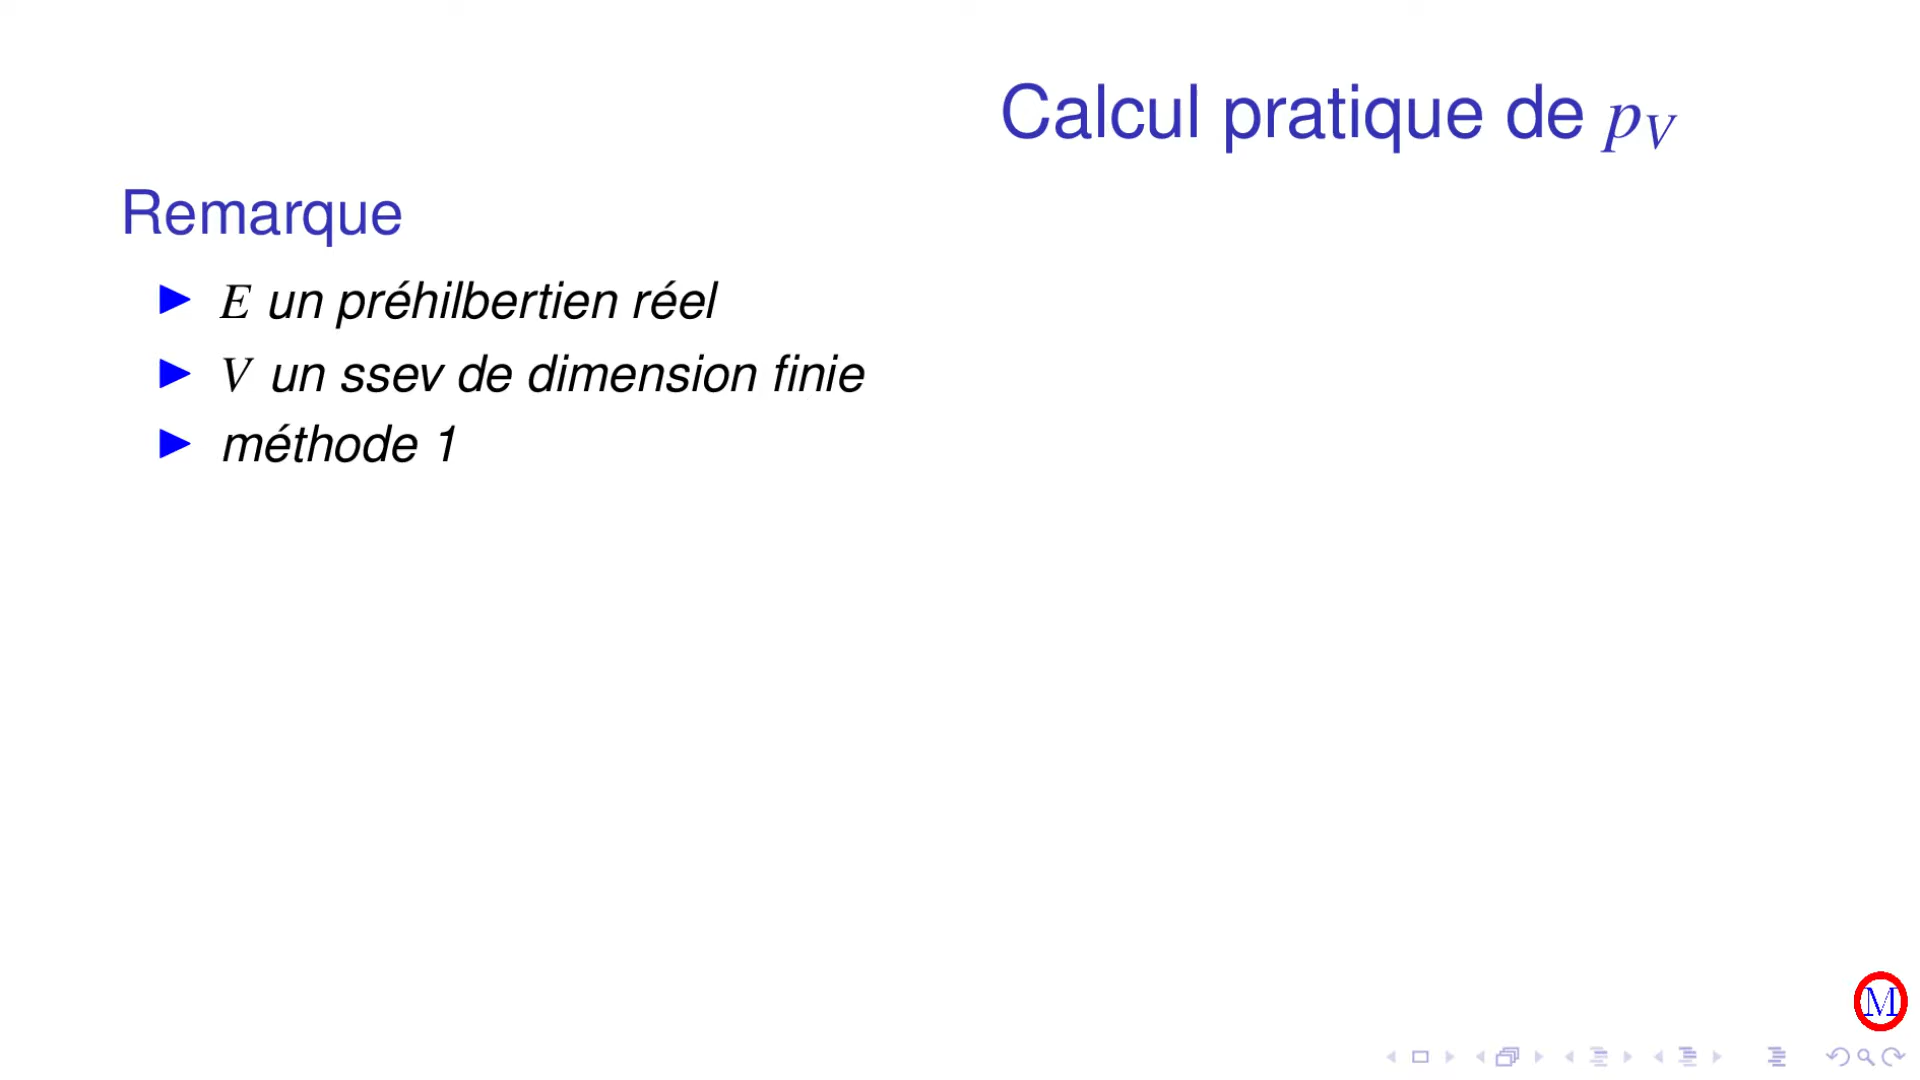 Calcul pratique de p_V
Remarque
▶ E un préhilbertien réel
▶ V un ssev de dimension finie
▶ méthode 1
M